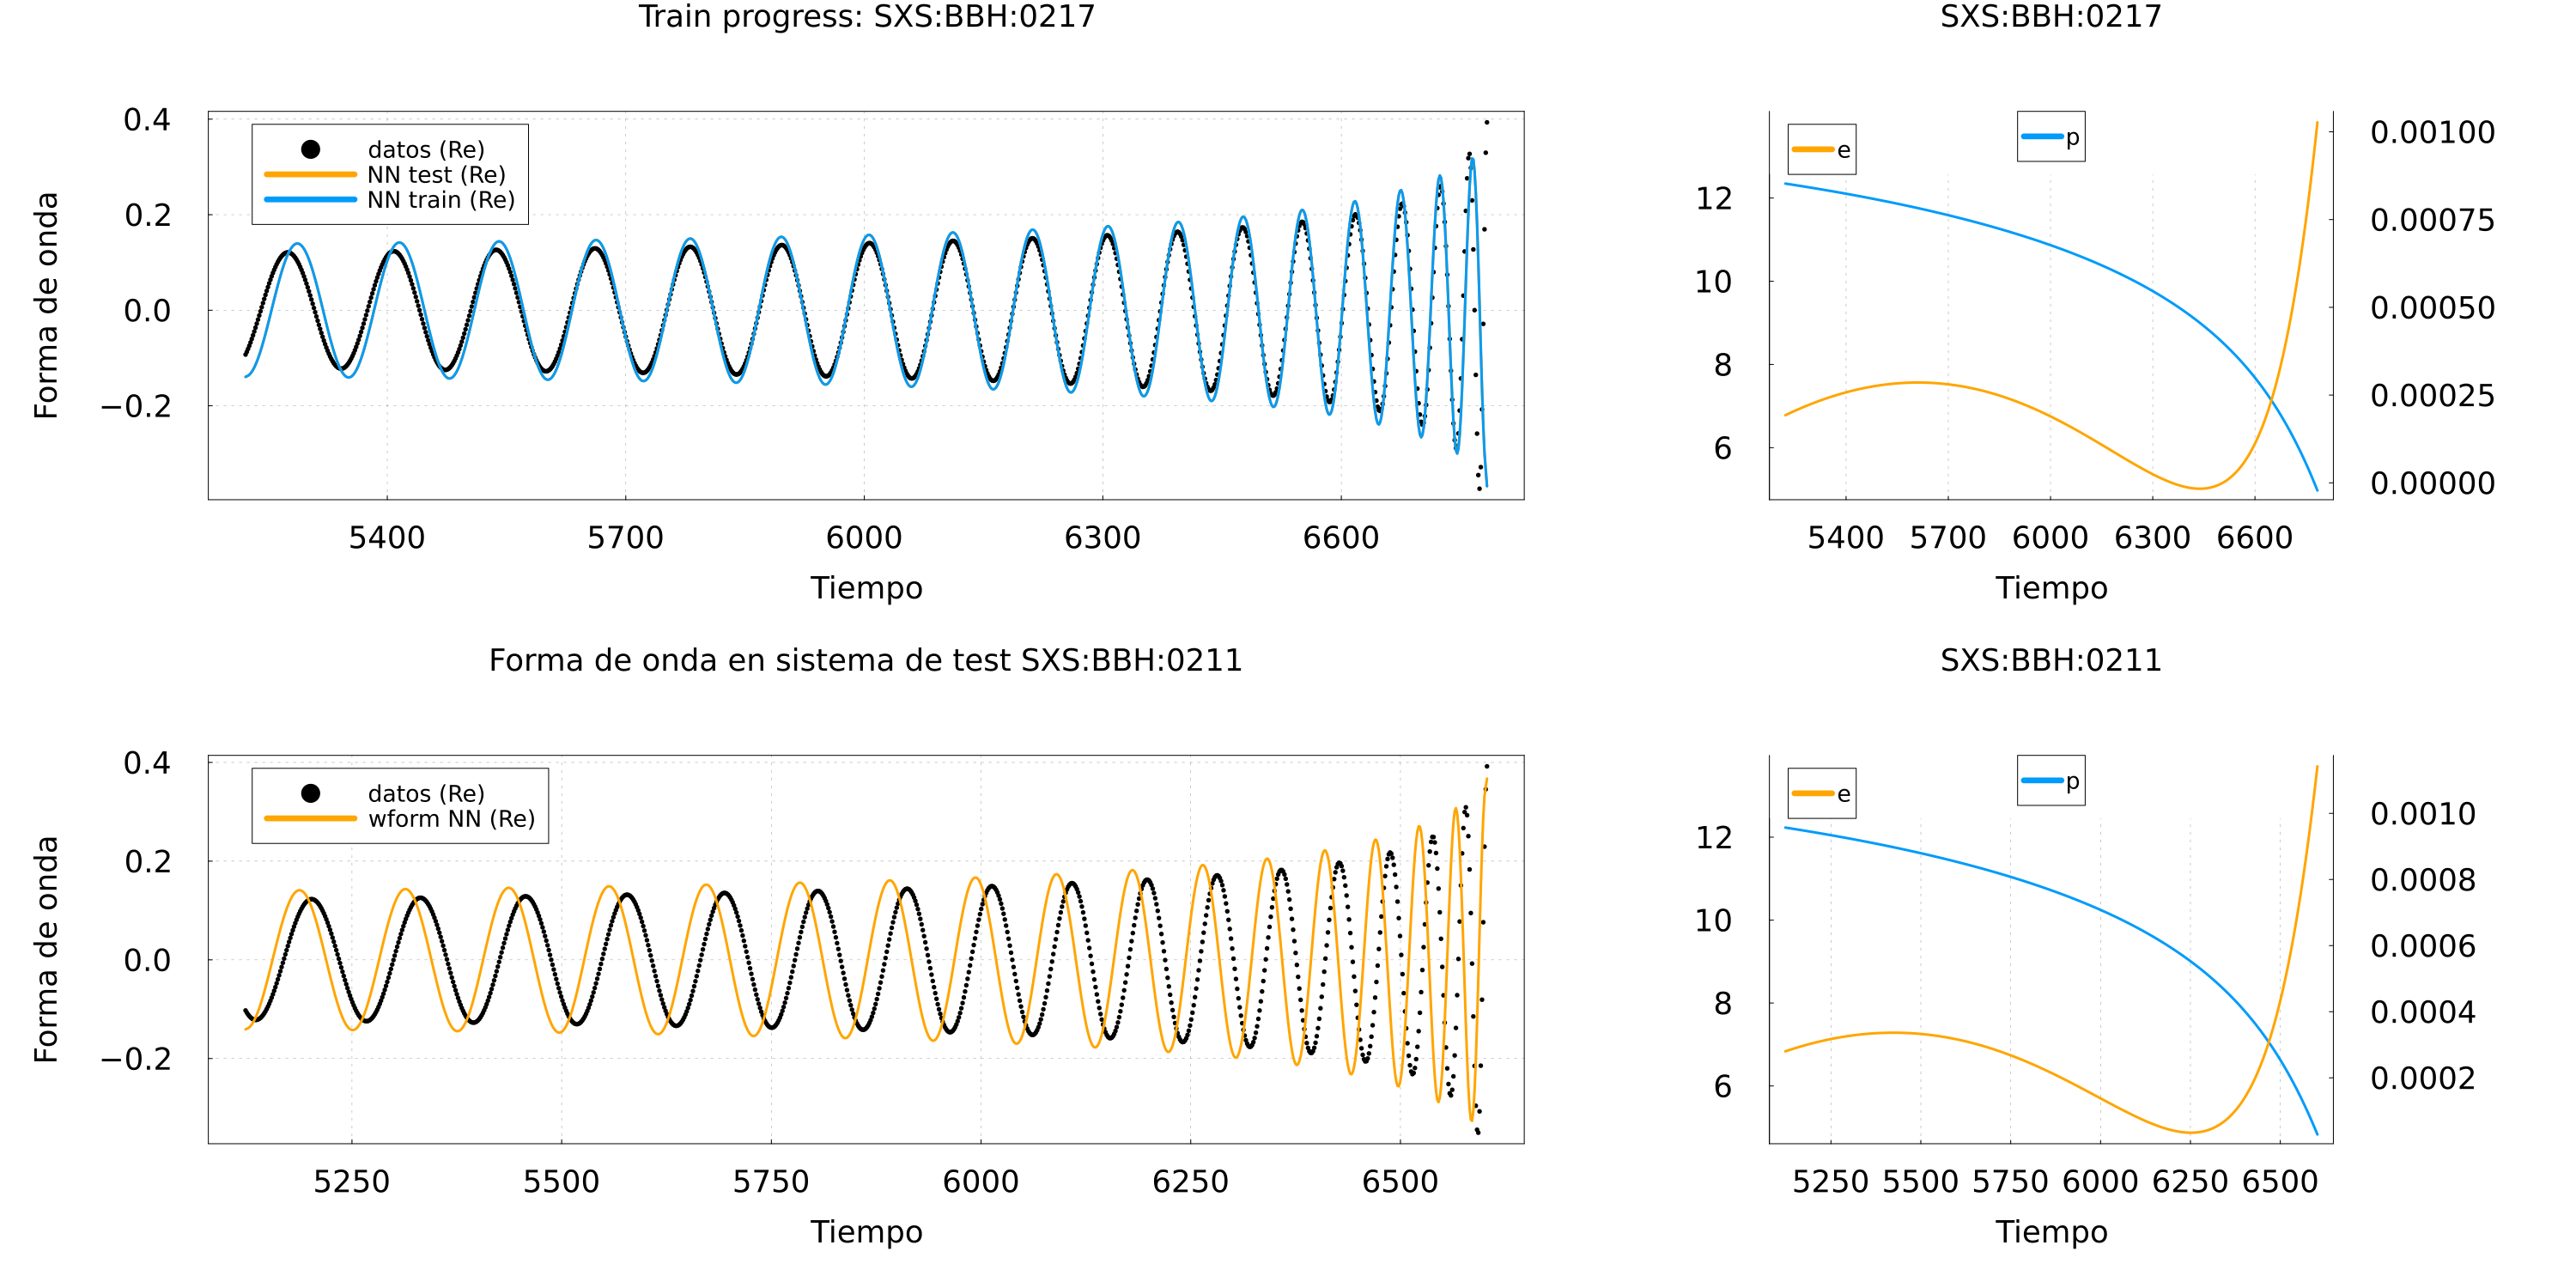 Train progress: SXS:BBH:0217
Forma de onda
0.4
0.2
0.0
−0.2
datos (Re)
NN test (Re)
NN train (Re)
5400 5700 6000 6300 6600
Tiempo
SXS:BBH:0217
e
p
12
10
8
6
0.00100
0.00075
0.00050
0.00025
0.00000
5400 5700 6000 6300 6600
Tiempo
Forma de onda en sistema de test SXS:BBH:0211
Forma de onda
0.4
0.2
0.0
−0.2
datos (Re)
wform NN (Re)
5250 5500 5750 6000 6250 6500
Tiempo
SXS:BBH:0211
e
p
12
10
8
6
0.0010
0.0008
0.0006
0.0004
0.0002
5250 5500 5750 6000 6250 6500
Tiempo